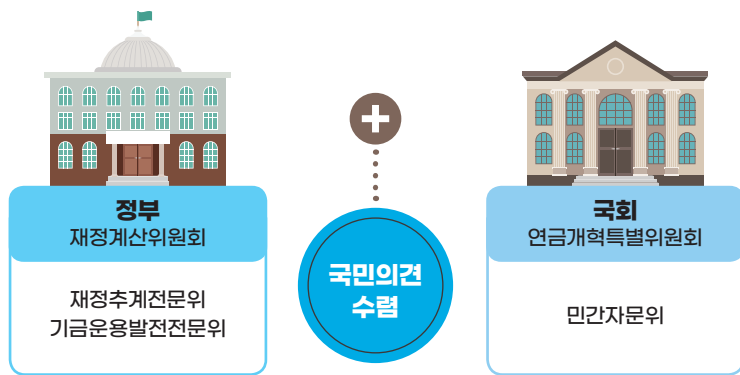 정부
재정계산위원회
재정추계전문위
기금운용발전전문위
국민의견
수렴
국회
연금개혁특별위원회
민간자문위